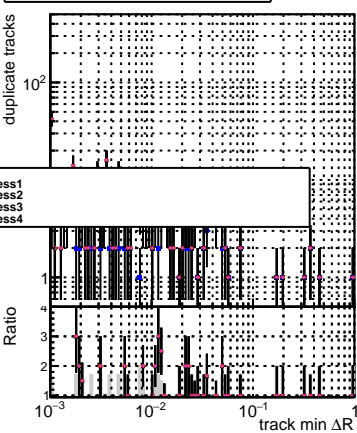 duplicate tracks
10²
ess1
ess2
ess3
ess4
1
Ratio
4
3
2
1
10⁻³
10⁻²
10⁻¹
1
track min ΔR